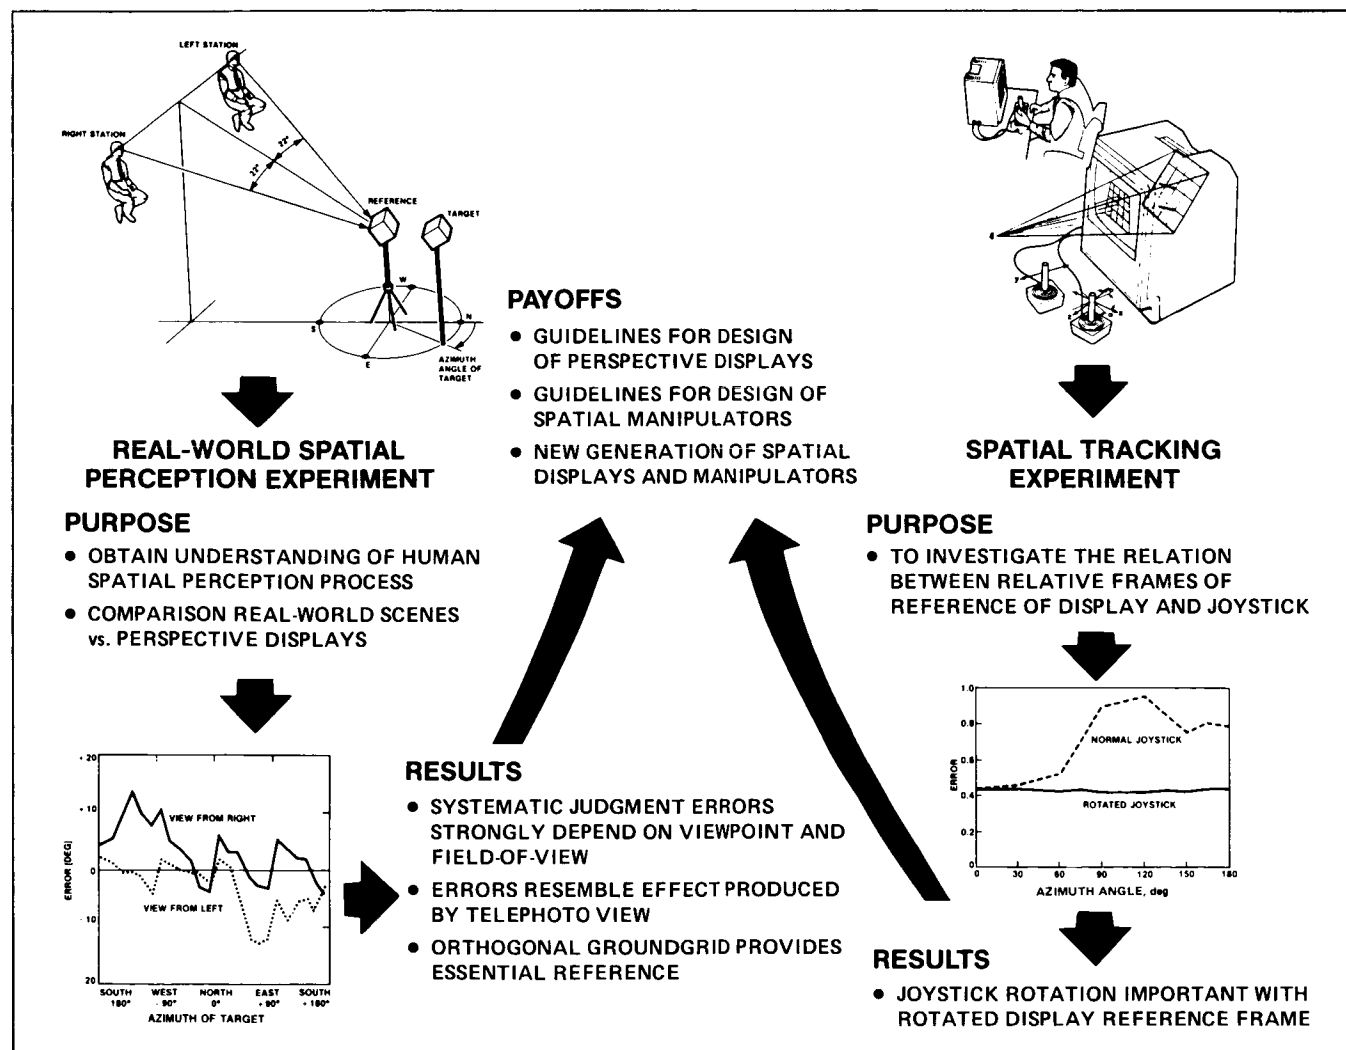 LEFT STATION
RIGHT STATION
22°
22°
REFERENCE
TARGET
W
N
S
E
AZIMUTH
ANGLE OF
TARGET
REAL-WORLD SPATIAL
PERCEPTION EXPERIMENT
PURPOSE
● OBTAIN UNDERSTANDING OF HUMAN
SPATIAL PERCEPTION PROCESS
● COMPARISON REAL-WORLD SCENES
vs. PERSPECTIVE DISPLAYS
+ 20
+ 10
0
- 10
20
ERROR [DEG]
VIEW FROM RIGHT
VIEW FROM LEFT
SOUTH WEST NORTH EAST SOUTH
180° - 90° 0° + 90° + 180°
AZIMUTH OF TARGET
RESULTS
● SYSTEMATIC JUDGMENT ERRORS
STRONGLY DEPEND ON VIEWPOINT AND
FIELD-OF-VIEW
● ERRORS RESEMBLE EFFECT PRODUCED
BY TELEPHOTO VIEW
● ORTHOGONAL GROUNDGRID PROVIDES
ESSENTIAL REFERENCE
PAYOFFS
● GUIDELINES FOR DESIGN
OF PERSPECTIVE DISPLAYS
● GUIDELINES FOR DESIGN OF
SPATIAL MANIPULATORS
● NEW GENERATION OF SPATIAL
DISPLAYS AND MANIPULATORS
SPATIAL TRACKING
EXPERIMENT
PURPOSE
● TO INVESTIGATE THE RELATION
BETWEEN RELATIVE FRAMES OF
REFERENCE OF DISPLAY AND JOYSTICK
1.0
0.8
0.6
0.4
0.2
0
ERROR
NORMAL JOYSTICK
ROTATED JOYSTICK
0 30 60 90 120 150 180
AZIMUTH ANGLE, deg
RESULTS
● JOYSTICK ROTATION IMPORTANT WITH
ROTATED DISPLAY REFERENCE FRAME